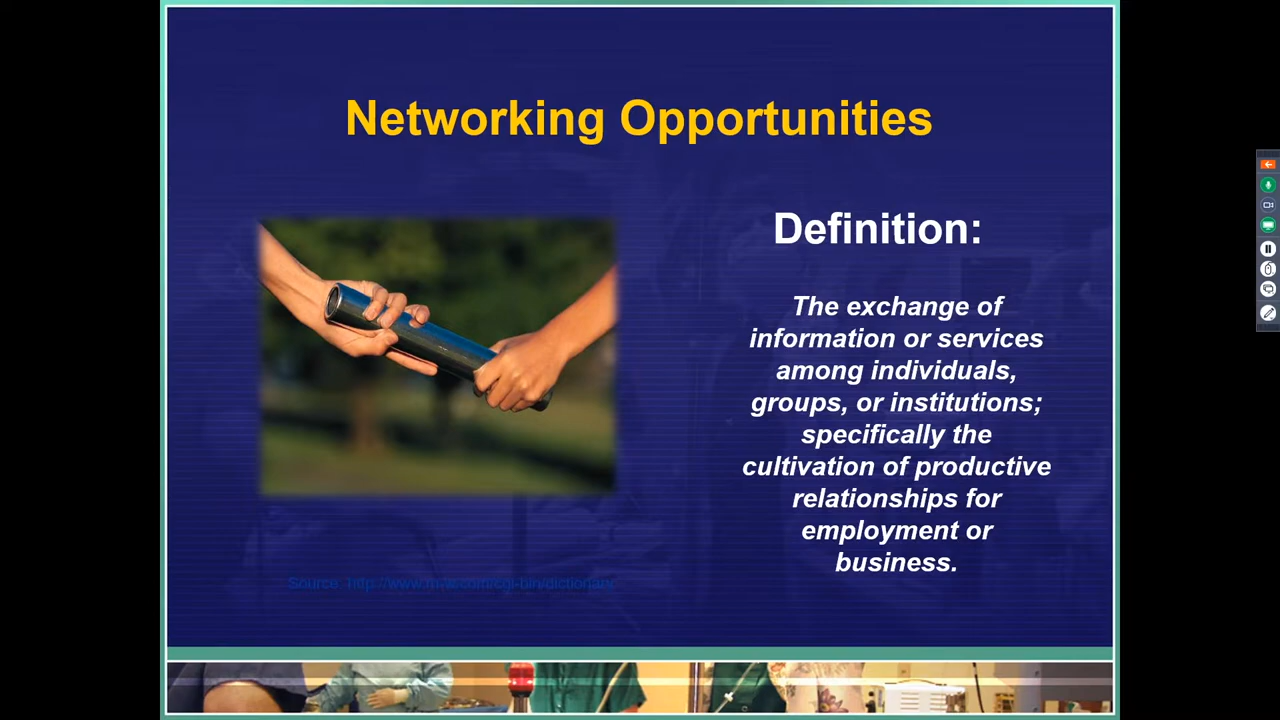 Networking Opportunities
Definition:
The exchange of
information or services
among individuals,
groups, or institutions;
specifically the
cultivation of productive
relationships for
employment or
business.
Source: http://www.m-w.com/cgi-bin/dictionary